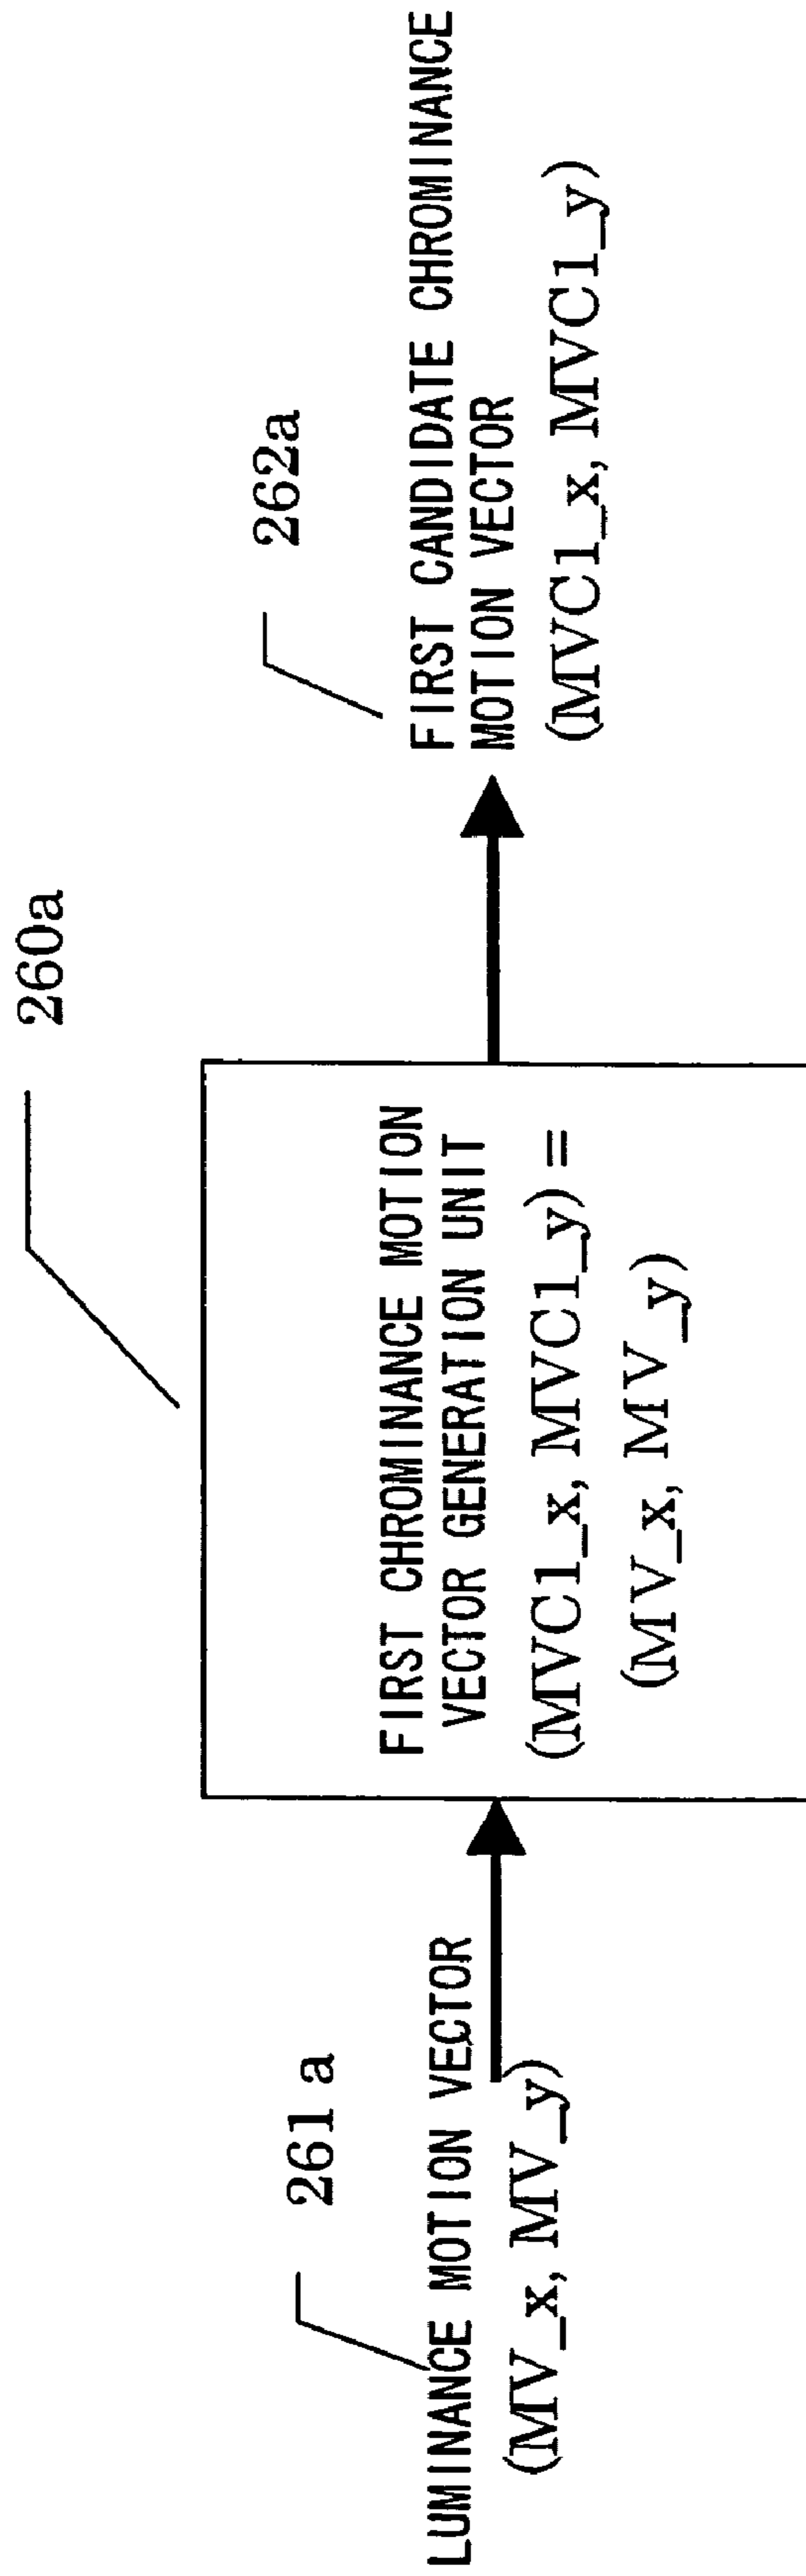 261a
LUMINANCE MOTION VECTOR
(MV_x, MV_y)
260a
FIRST CHROMINANCE MOTION
VECTOR GENERATION UNIT
(MVC1_x, MVC1_y) =
(MV_x, MV_y)
262a
FIRST CANDIDATE CHROMINANCE
MOTION VECTOR
(MVC1_x, MVC1_y)